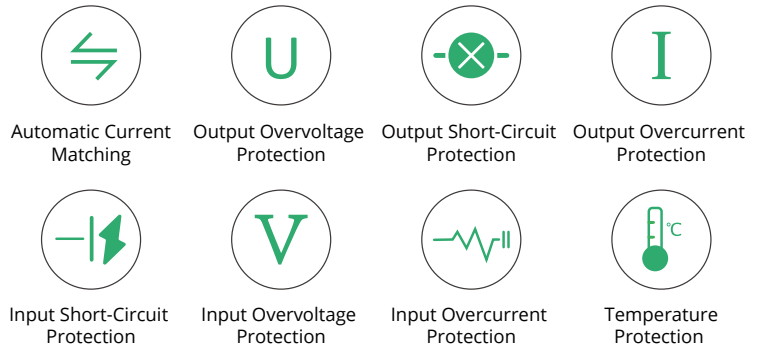 U
I
Automatic Current
Matching
Output Overvoltage
Protection
Output Short-Circuit
Protection
Output Overcurrent
Protection
V
℃
Input Short-Circuit
Protection
Input Overvoltage
Protection
Input Overcurrent
Protection
Temperature
Protection